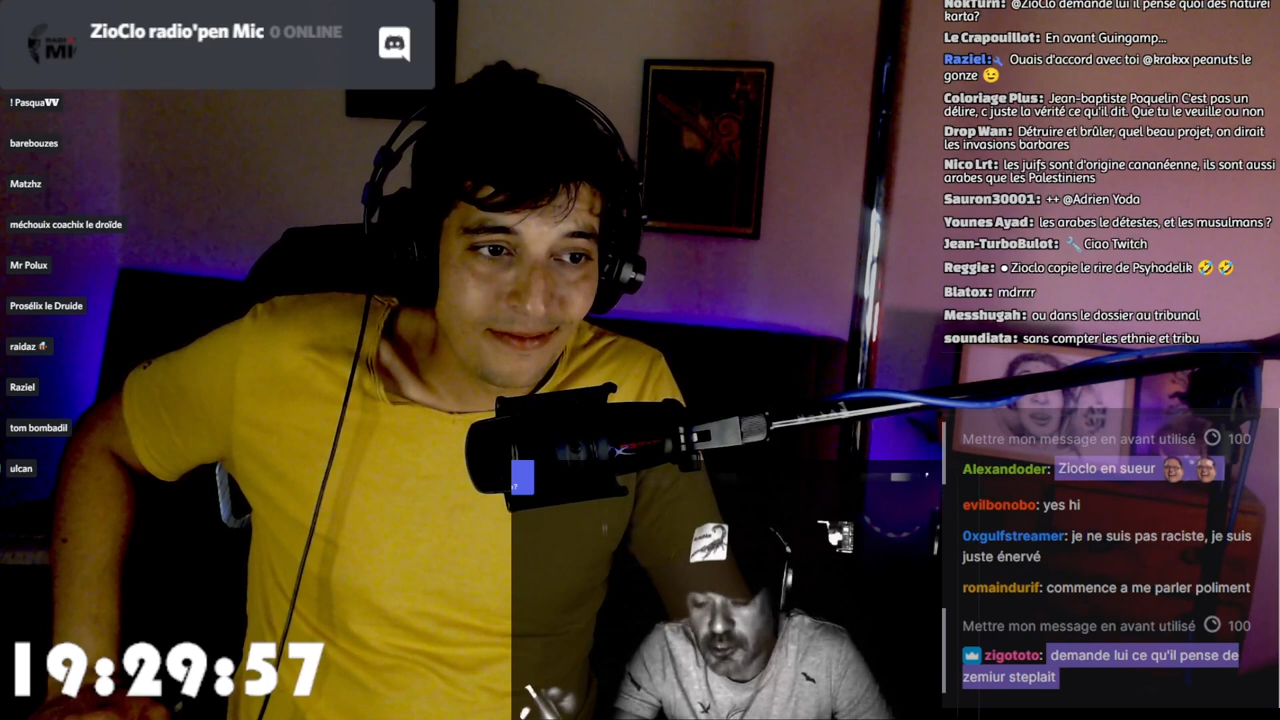 ZioClo radio'pen Mic 0 ONLINE
MI
! PasquaVV
barebouzes
Matzhz
méchouix coachix le droïde
Mr Polux
Prosélix le Druide
raidaz
Raziel
tom bombadil
ulcan
19:29:57
NokTurn: @ZioClo demande lui il pense quoi des naturei
karta?
Le Crapouillot: En avant Guingamp...
Raziel: Ouais d'accord avec toi @krakxx peanuts le
gonze 😉
Coloriage Plus: Jean-baptiste Poquelin C'est pas un
délire, c juste la vérité ce qu'il dit. Que tu le veuille ou non
Drop Wan: Détruire et brûler, quel beau projet, on dirait
les invasions barbares
Nico Lrt: les juifs sont d'origine cananéenne, ils sont aussi
arabes que les Palestiniens
Sauron30001: ++ @Adrien Yoda
Younes Ayad: les arabes le détestes, et les musulmans ?
Jean-TurboBulot: 🔧 Ciao Twitch
Reggie: ● Zioclo copie le rire de Psyhodelik 🤣 🤣
Blatox: mdrrrr
Messhugah: ou dans le dossier au tribunal
soundiata: sans compter les ethnie et tribu
Mettre mon message en avant utilisé 100
Alexandoder: Zioclo en sueur
evilbonobo: yes hi
0xgulfstreamer: je ne suis pas raciste, je suis
juste énervé
romaindurif: commence a me parler poliment
Mettre mon message en avant utilisé 100
zigototo: demande lui ce qu'il pense de
zemiur steplait